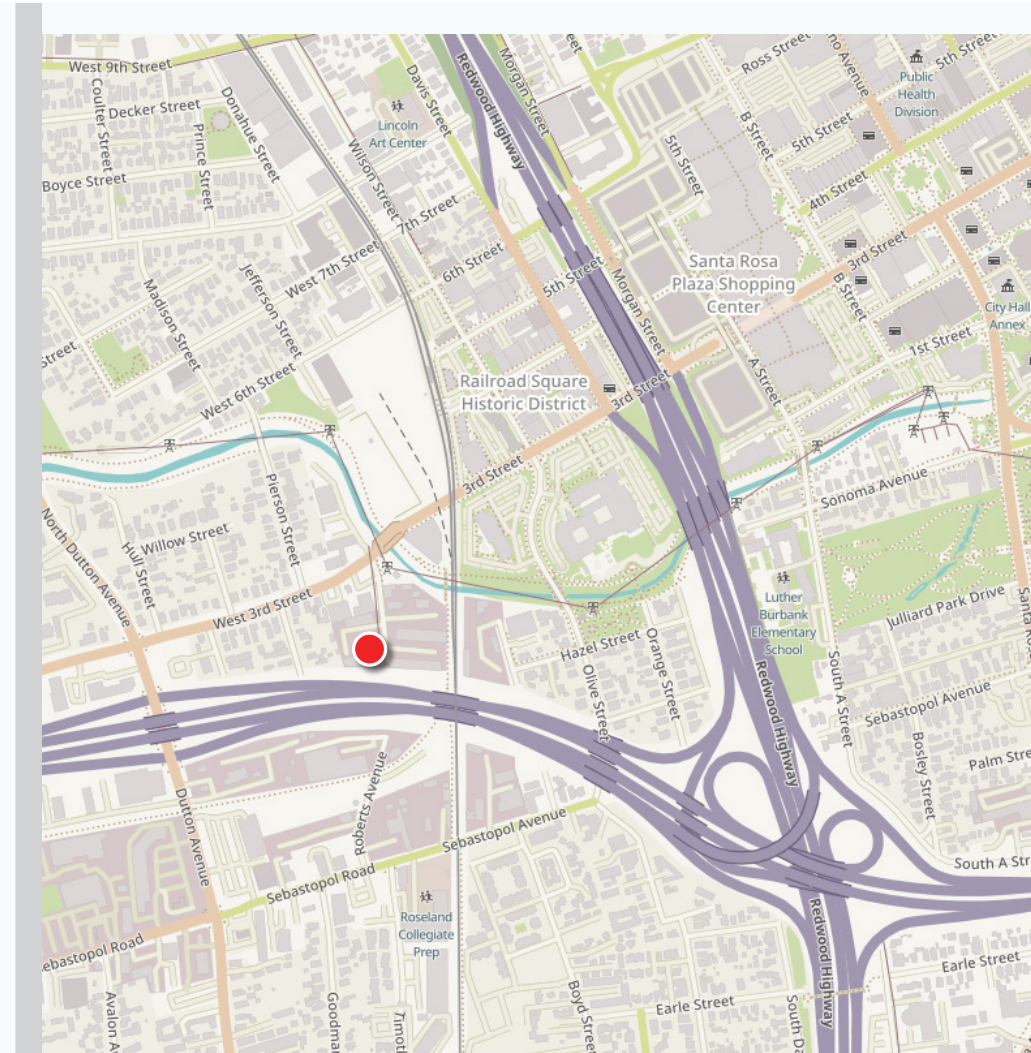 West 9th Street
Coulter Street
Decker Street
Donahue Street
Prince Street
Boyce Street
Lincoln
Art Center
Davis Street
Wilson Street
7th Street
Redwood Highway
Morgan Street
Ross Street
5th Street
Public
Health
Division
B Street
5th Street
5th Street
4th Street
3rd Street
West 7th Street
6th Street
5th Street
Morgan Street
Santa Rosa
Plaza Shopping
Center
B Street
City Hall
Annex
1st Street
A Street
Jefferson Street
Madison Street
Street
West 6th Street
Railroad Square
Historic District
3rd Street
3rd Street
Sonoma Avenue
Pierson Street
Willow Street
Hull Street
North Dutton Avenue
West 3rd Street
Luther
Burbank
Elementary
School
Julliard Park Drive
Hazel Street
Orange Street
Olive Street
Redwood Highway
South A Street
Sebastopol Avenue
Bosley Street
Dutton Avenue
Roberts Avenue
Sebastopol Avenue
Sebastopol Road
Roseland
Collegiate
Prep
ebastopol Road
Avalon A
Goodman
Boyd Street
Earle Street
Redwood Highway
Earle Street